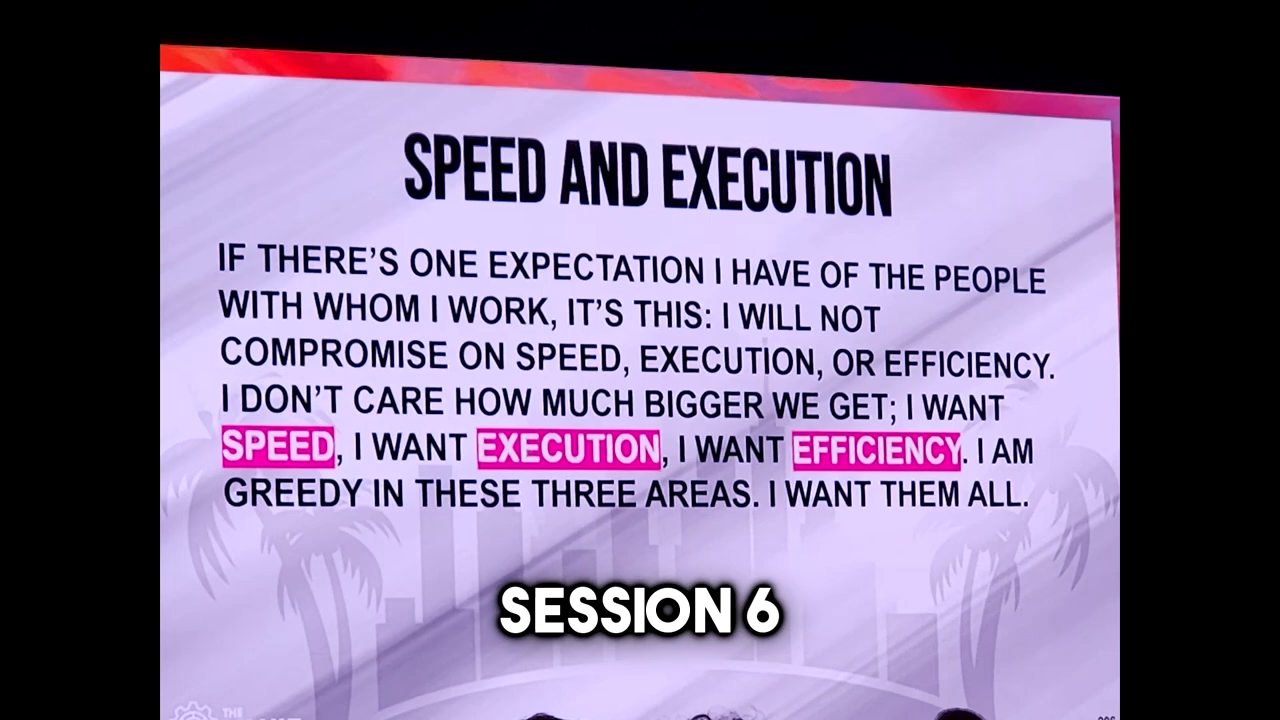 SPEED AND EXECUTION
IF THERE'S ONE EXPECTATION I HAVE OF THE PEOPLE
WITH WHOM I WORK, IT'S THIS: I WILL NOT
COMPROMISE ON SPEED, EXECUTION, OR EFFICIENCY.
I DON'T CARE HOW MUCH BIGGER WE GET; I WANT
SPEED, I WANT EXECUTION, I WANT EFFICIENCY. I AM
GREEDY IN THESE THREE AREAS. I WANT THEM ALL.
SESSION 6
THE